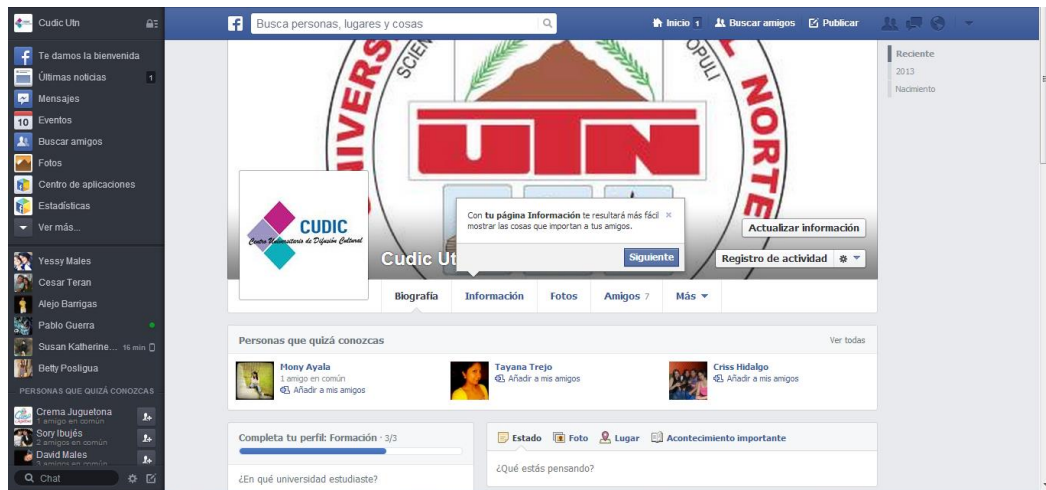 Cudic Utn
Te damos la bienvenida
Últimas noticias 1
Mensajes
10 Eventos
Buscar amigos
Fotos
Centro de aplicaciones
Estadísticas
Ver más...
Yessy Males
Cesar Teran
Alejo Barrigas
Pablo Guerra
Susan Katherine... 16 min
Betty Posligua
PERSONAS QUE QUIZÁ CONOZCAS
Crema Juguetona
1 amigo en común
Sory Ibujés
2 amigos en común
David Males
3 amigos en común
Chat
Busca personas, lugares y cosas
Inicio 1 Buscar amigos Publicar
SCIEN
POPULI
NORTE
UTN
CUDIC
Centro Universitario de Difusión Cultural
Cudic Ut
Con tu página Información te resultará más fácil
mostrar las cosas que importan a tus amigos.
Siguiente
Actualizar información
Registro de actividad
Biografía Información Fotos Amigos 7 Más
Personas que quizá conozcas Ver todas
Mony Ayala
1 amigo en común
Añadir a mis amigos
Tayana Trejo
Añadir a mis amigos
Criss Hidalgo
Añadir a mis amigos
Completa tu perfil: Formación · 3/3
¿En qué universidad estudiaste?
Estado Foto Lugar Acontecimiento importante
¿Qué estás pensando?
Reciente
2013
Nacimiento